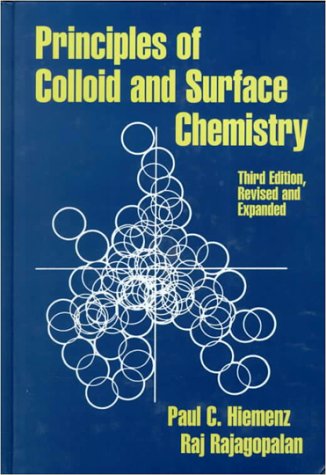 Principles of
Colloid and Surface
Chemistry
Third Edition,
Revised and
Expanded
Paul C. Hiemenz
Raj Rajagopalan